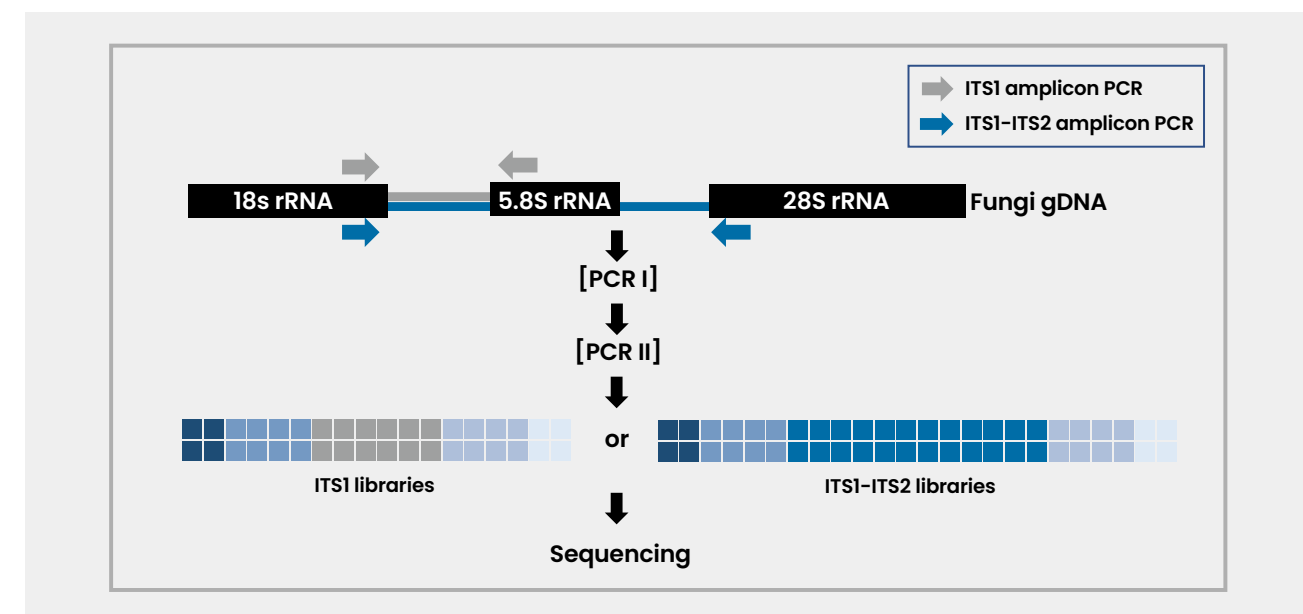 ITS1 amplicon PCR
ITS1-ITS2 amplicon PCR
18s rRNA
5.8S rRNA
28S rRNA
Fungi gDNA
[PCR I]
[PCR II]
or
ITS1 libraries
ITS1-ITS2 libraries
Sequencing